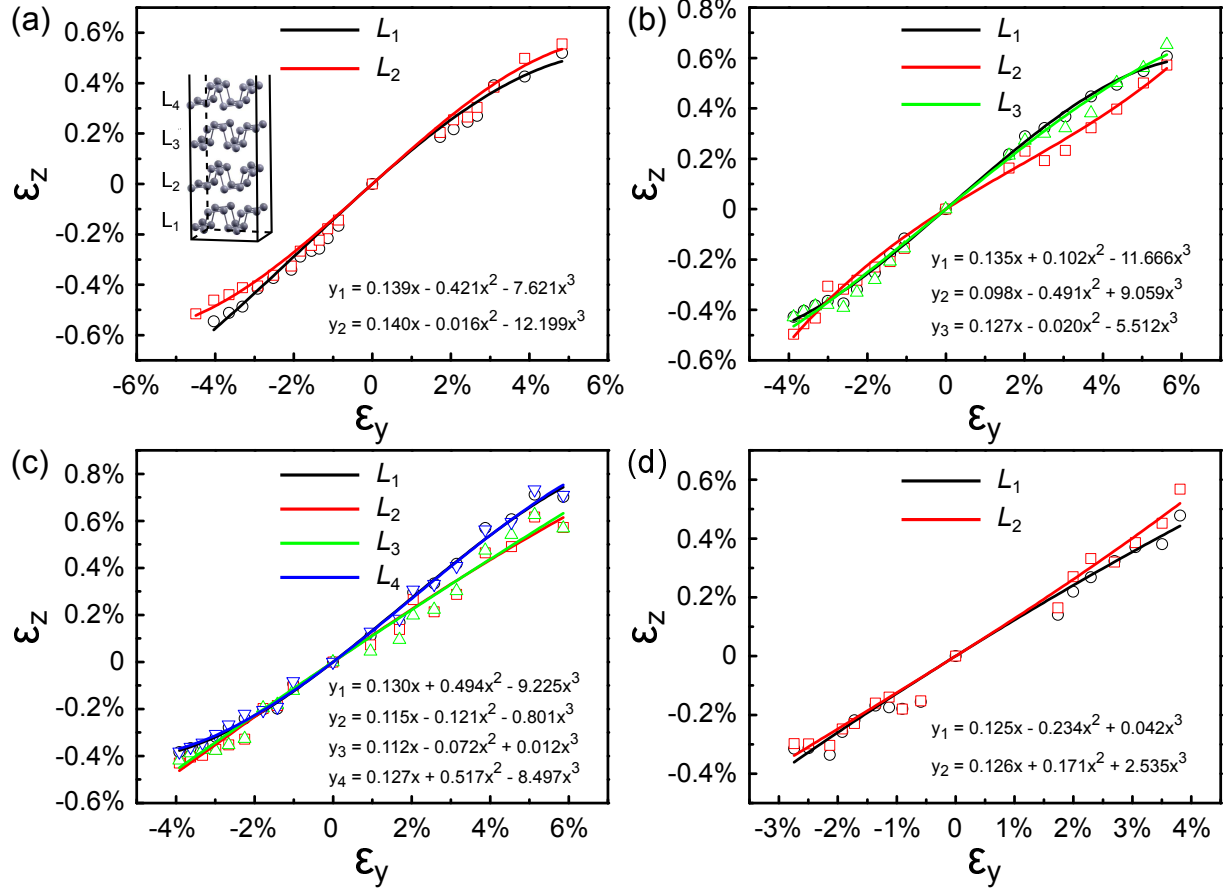 (a)
0.6%
0.4%
0.2%
0
-0.2%
-0.4%
-0.6%
εz
L1
L2
L4
L3
L2
L1
y1 = 0.139x - 0.421x² - 7.621x³
y2 = 0.140x - 0.016x² - 12.199x³
-6% -4% -2% 0 2% 4% 6%
εy
(b)
0.8%
0.6%
0.4%
0.2%
0
-0.2%
-0.4%
-0.6%
εz
L1
L2
L3
y1 = 0.135x + 0.102x² - 11.666x³
y2 = 0.098x - 0.491x² + 9.059x³
y3 = 0.127x - 0.020x² - 5.512x³
-4% -2% 0 2% 4% 6%
εy
(c)
0.8%
0.6%
0.4%
0.2%
0
-0.2%
-0.4%
-0.6%
εz
L1
L2
L3
L4
y1 = 0.130x + 0.494x² - 9.225x³
y2 = 0.115x - 0.121x² - 0.801x³
y3 = 0.112x - 0.072x² + 0.012x³
y4 = 0.127x + 0.517x² - 8.497x³
-4% -2% 0 2% 4% 6%
εy
(d)
0.6%
0.4%
0.2%
0
-0.2%
-0.4%
εz
L1
L2
y1 = 0.125x - 0.234x² + 0.042x³
y2 = 0.126x + 0.171x² + 2.535x³
-3% -2% -1% 0 1% 2% 3% 4%
εy